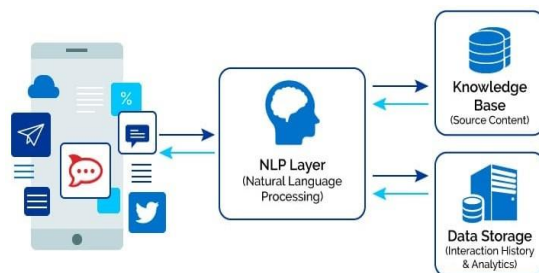 %
NLP Layer
(Natural Language
Processing)
Knowledge
Base
(Source Content)
Data Storage
(Interaction History
& Analytics)